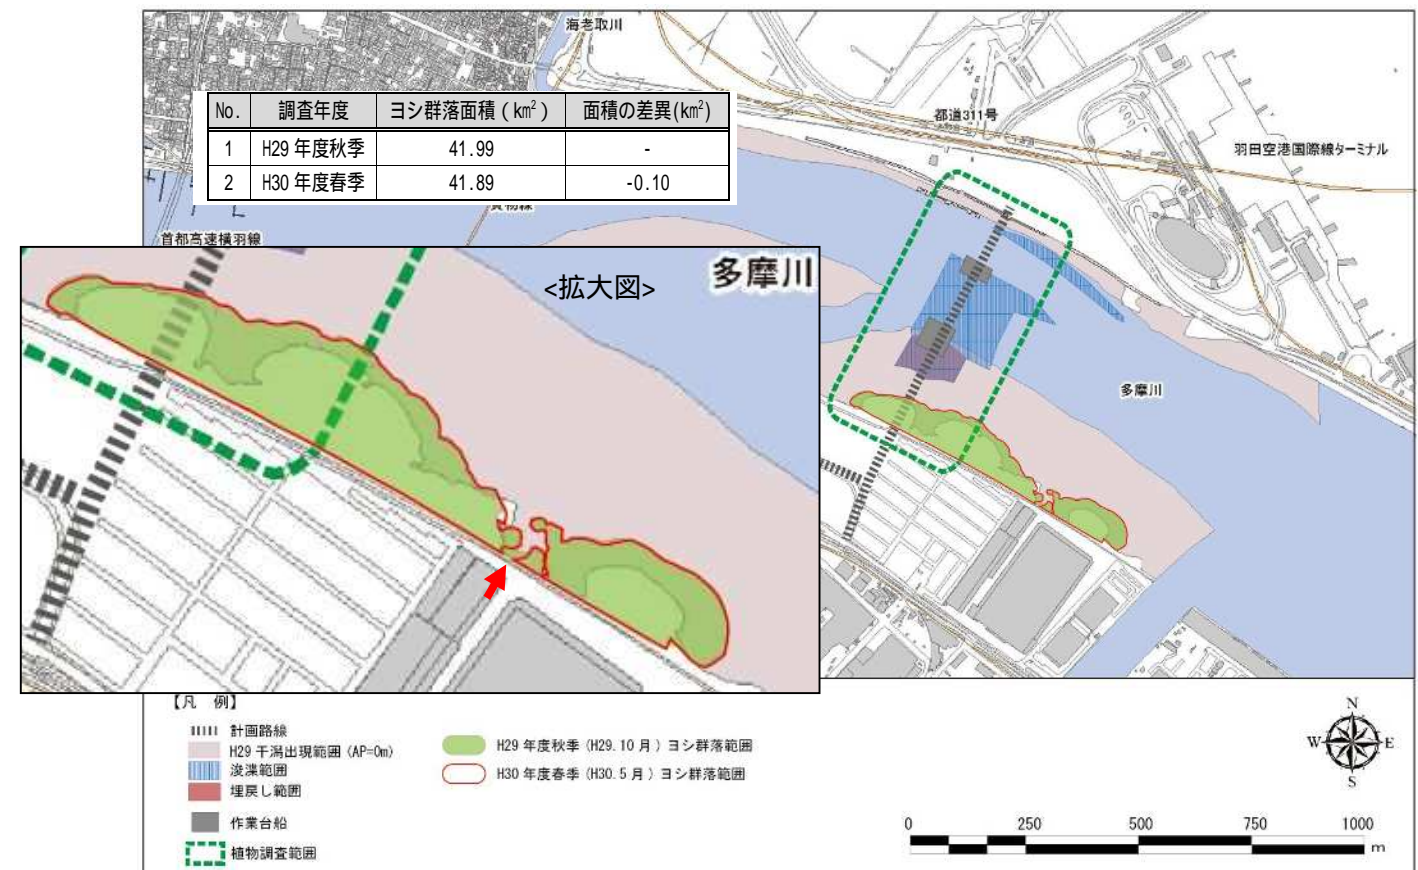 海老取川
No. 調査年度 ヨシ群落面積 (km²) 面積の差異(km²)
1 H29 年度秋季 41.99 -
2 H30 年度春季 41.89 -0.10
都道311号
羽田空港国際線ターミナル
貨物線
首都高速横羽線
<拡大図>
多摩川
多摩川
【凡 例】
計画路線
H29 干潟出現範囲 (AP=0m)
浚渫範囲
埋戻し範囲
作業台船
植物調査範囲
H29 年度秋季 (H29.10 月) ヨシ群落範囲
H30 年度春季 (H30.5 月) ヨシ群落範囲
N
W E
S
0 250 500 750 1000
m